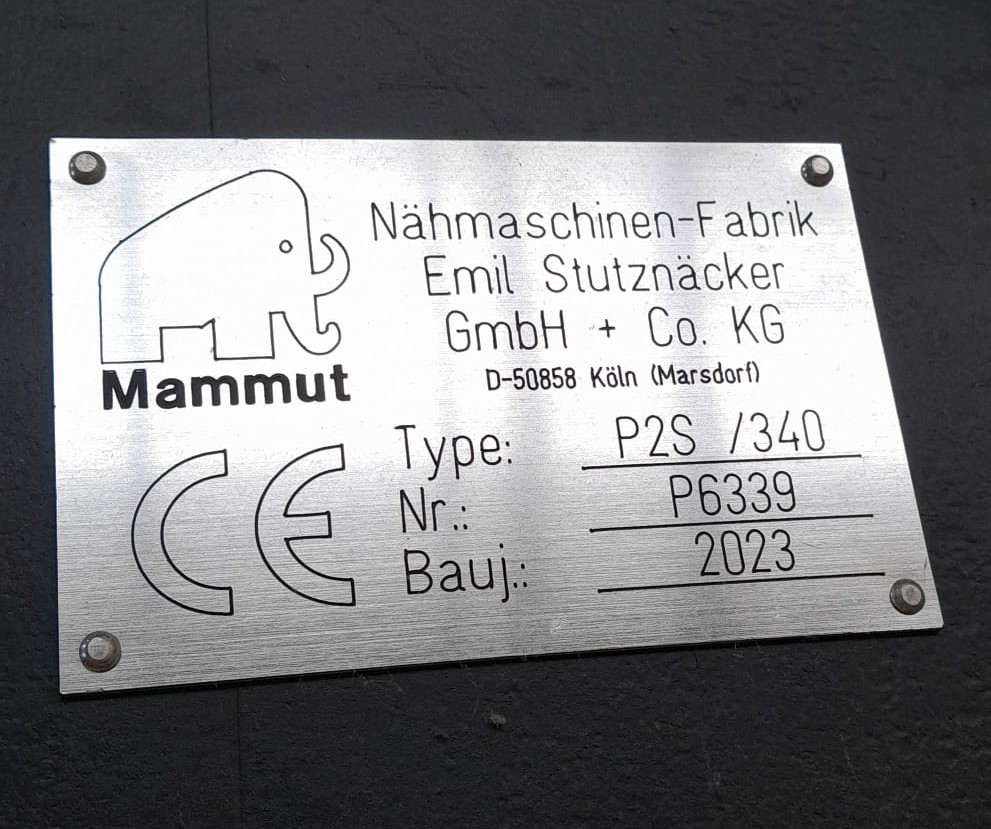 Nähmaschinen-Fabrik
Emil Stutznäcker
GmbH + Co. KG
D-50858 Köln (Marsdorf)
Mammut
CE
Type: P2S /340
Nr.: P6339
Bauj.: 2023